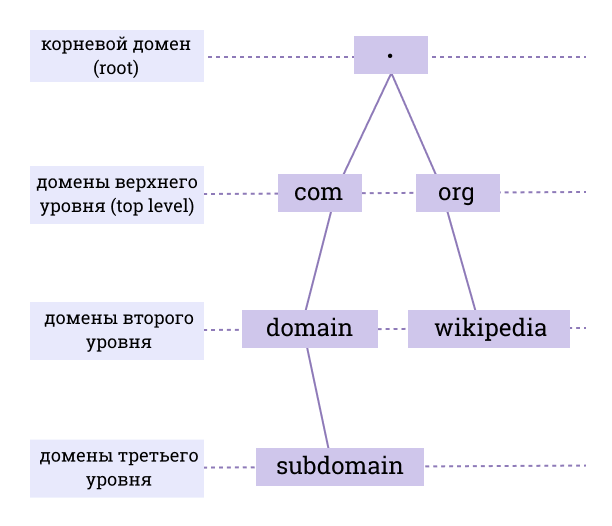 корневой домен
(root)
.
домены верхнего
уровня (top level)
com
org
домены второго
уровня
domain
wikipedia
домены третьего
уровня
subdomain